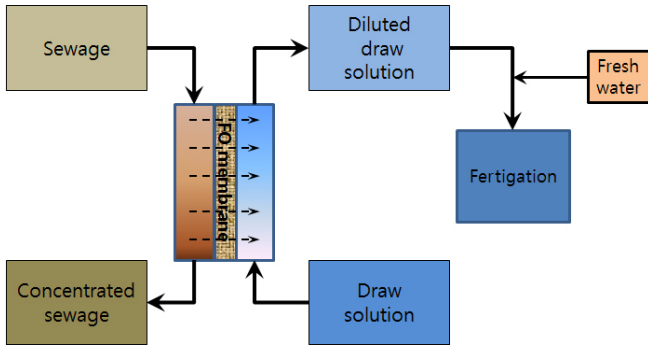 Sewage
Diluted
draw
solution
Fresh
water
FO membrane
Fertigation
Concentrated
sewage
Draw
solution